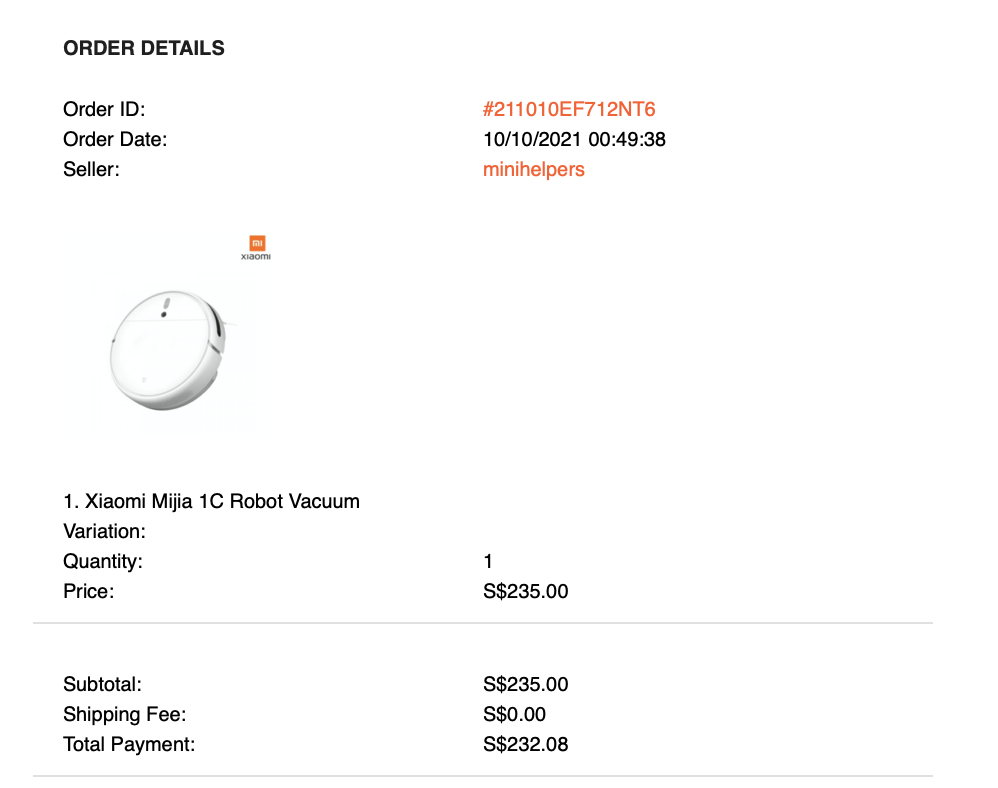 ORDER DETAILS
Order ID: #211010EF712NT6
Order Date: 10/10/2021 00:49:38
Seller: minihelpers
mi
xiaomi
1. Xiaomi Mijia 1C Robot Vacuum
Variation:
Quantity: 1
Price: S$235.00
Subtotal: S$235.00
Shipping Fee: S$0.00
Total Payment: S$232.08